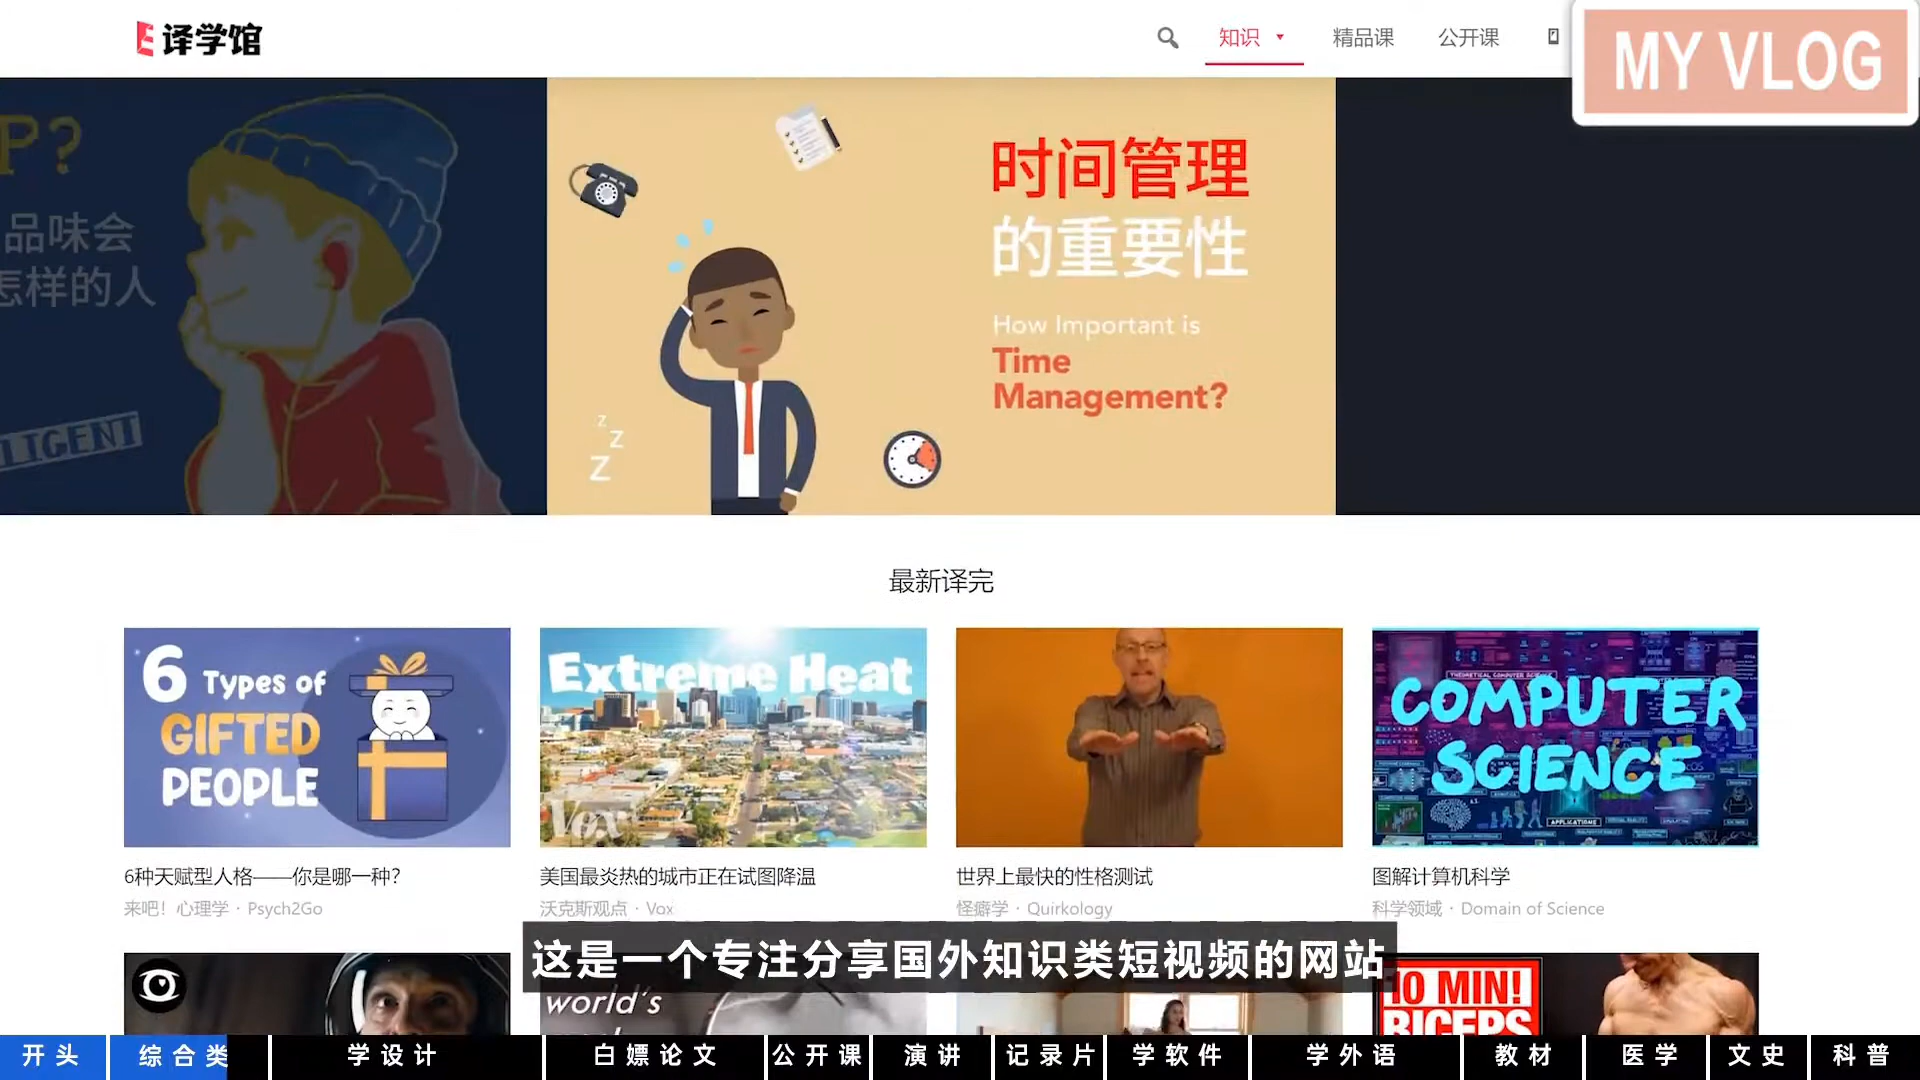 译学馆
知识
精品课
公开课
MY VLOG
P?
品味会
怎样的人
LLIGENT
时间管理
的重要性
How Important is
Time
Management?
z
z
Z
最新译完
6 Types of
GIFTED
PEOPLE
Extreme Heat
Vox
THEORETICAL COMPUTER SCIENCE
COMPUTER
SCIENCE
APPLICATIONS
6种天赋型人格——你是哪一种?
来吧！心理学 · Psych2Go
美国最炎热的城市正在试图降温
沃克斯观点 · Vox
世界上最快的性格测试
怪癖学 · Quirkology
图解计算机科学
科学领域 · Domain of Science
这是一个专注分享国外知识类短视频的网站
world's
10 MIN!
BICEPS
开头
综合类
学设计
白嫖论文
公开课
演讲
记录片
学软件
学外语
教材
医学
文史
科普